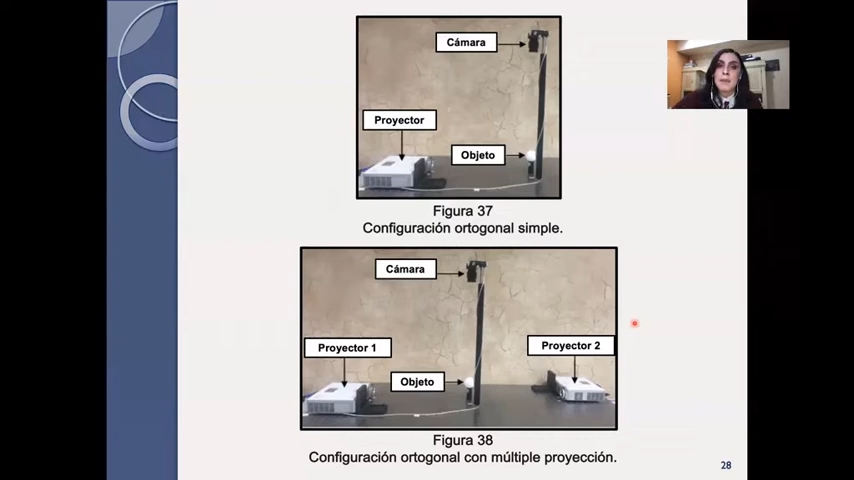 Cámara
Proyector
Objeto
Figura 37
Configuración ortogonal simple.
Cámara
Proyector 1
Proyector 2
Objeto
Figura 38
Configuración ortogonal con múltiple proyección.
28